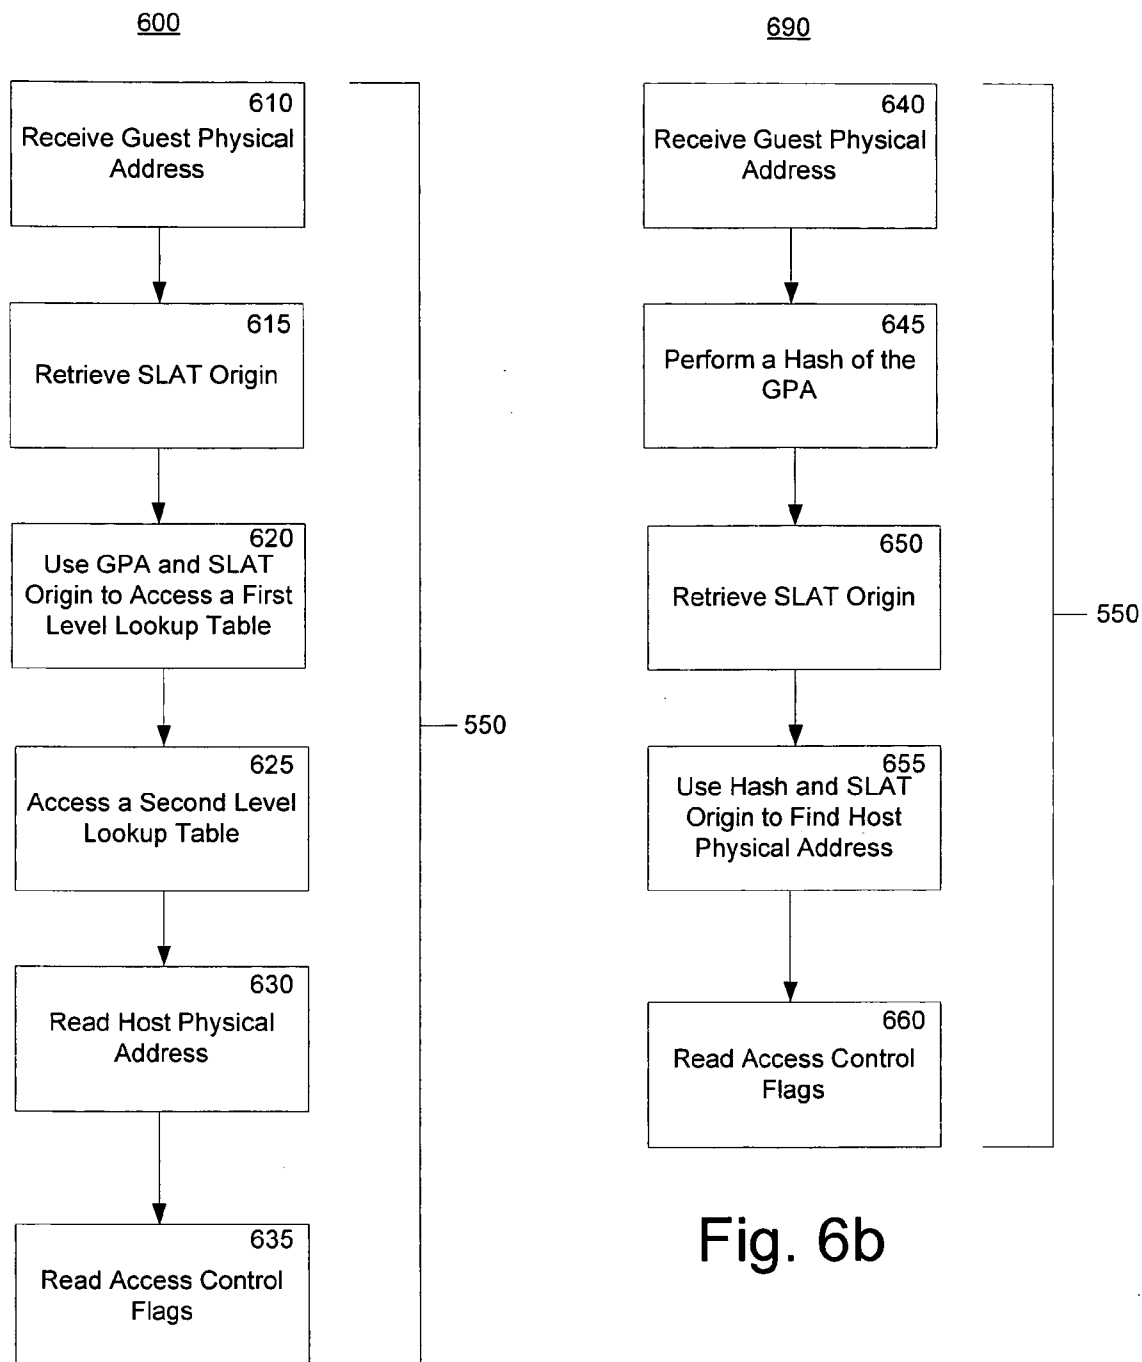 600
610
Receive Guest Physical
Address
615
Retrieve SLAT Origin
620
Use GPA and SLAT
Origin to Access a First
Level Lookup Table
625
Access a Second Level
Lookup Table
630
Read Host Physical
Address
635
Read Access Control
Flags
550
690
640
Receive Guest Physical
Address
645
Perform a Hash of the
GPA
650
Retrieve SLAT Origin
655
Use Hash and SLAT
Origin to Find Host
Physical Address
660
Read Access Control
Flags
550
Fig. 6b